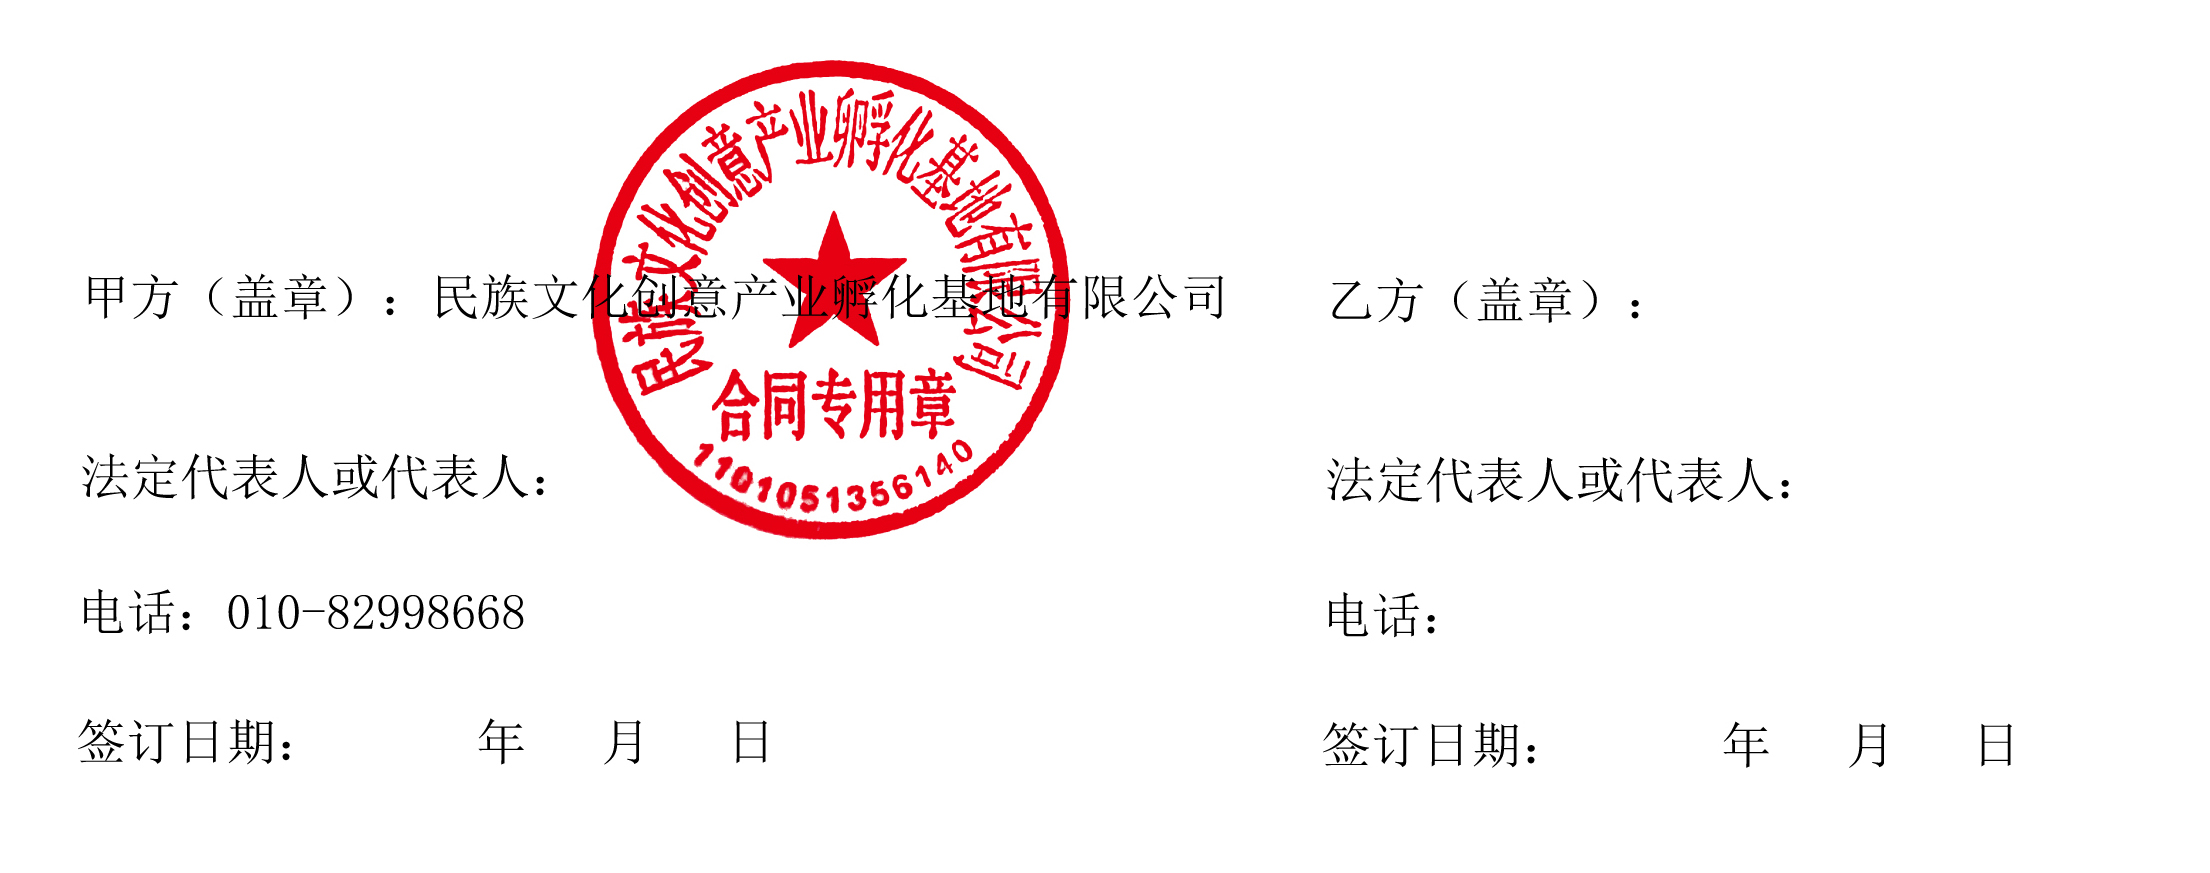 甲方（盖章）：民族文化创意产业孵化基地有限公司
民族文化创意产业孵化基地有限公司
合同专用章
1101051356140
法定代表人或代表人：
电话：010-82998668
签订日期： 年 月 日
乙方（盖章）：
法定代表人或代表人：
电话：
签订日期： 年 月 日